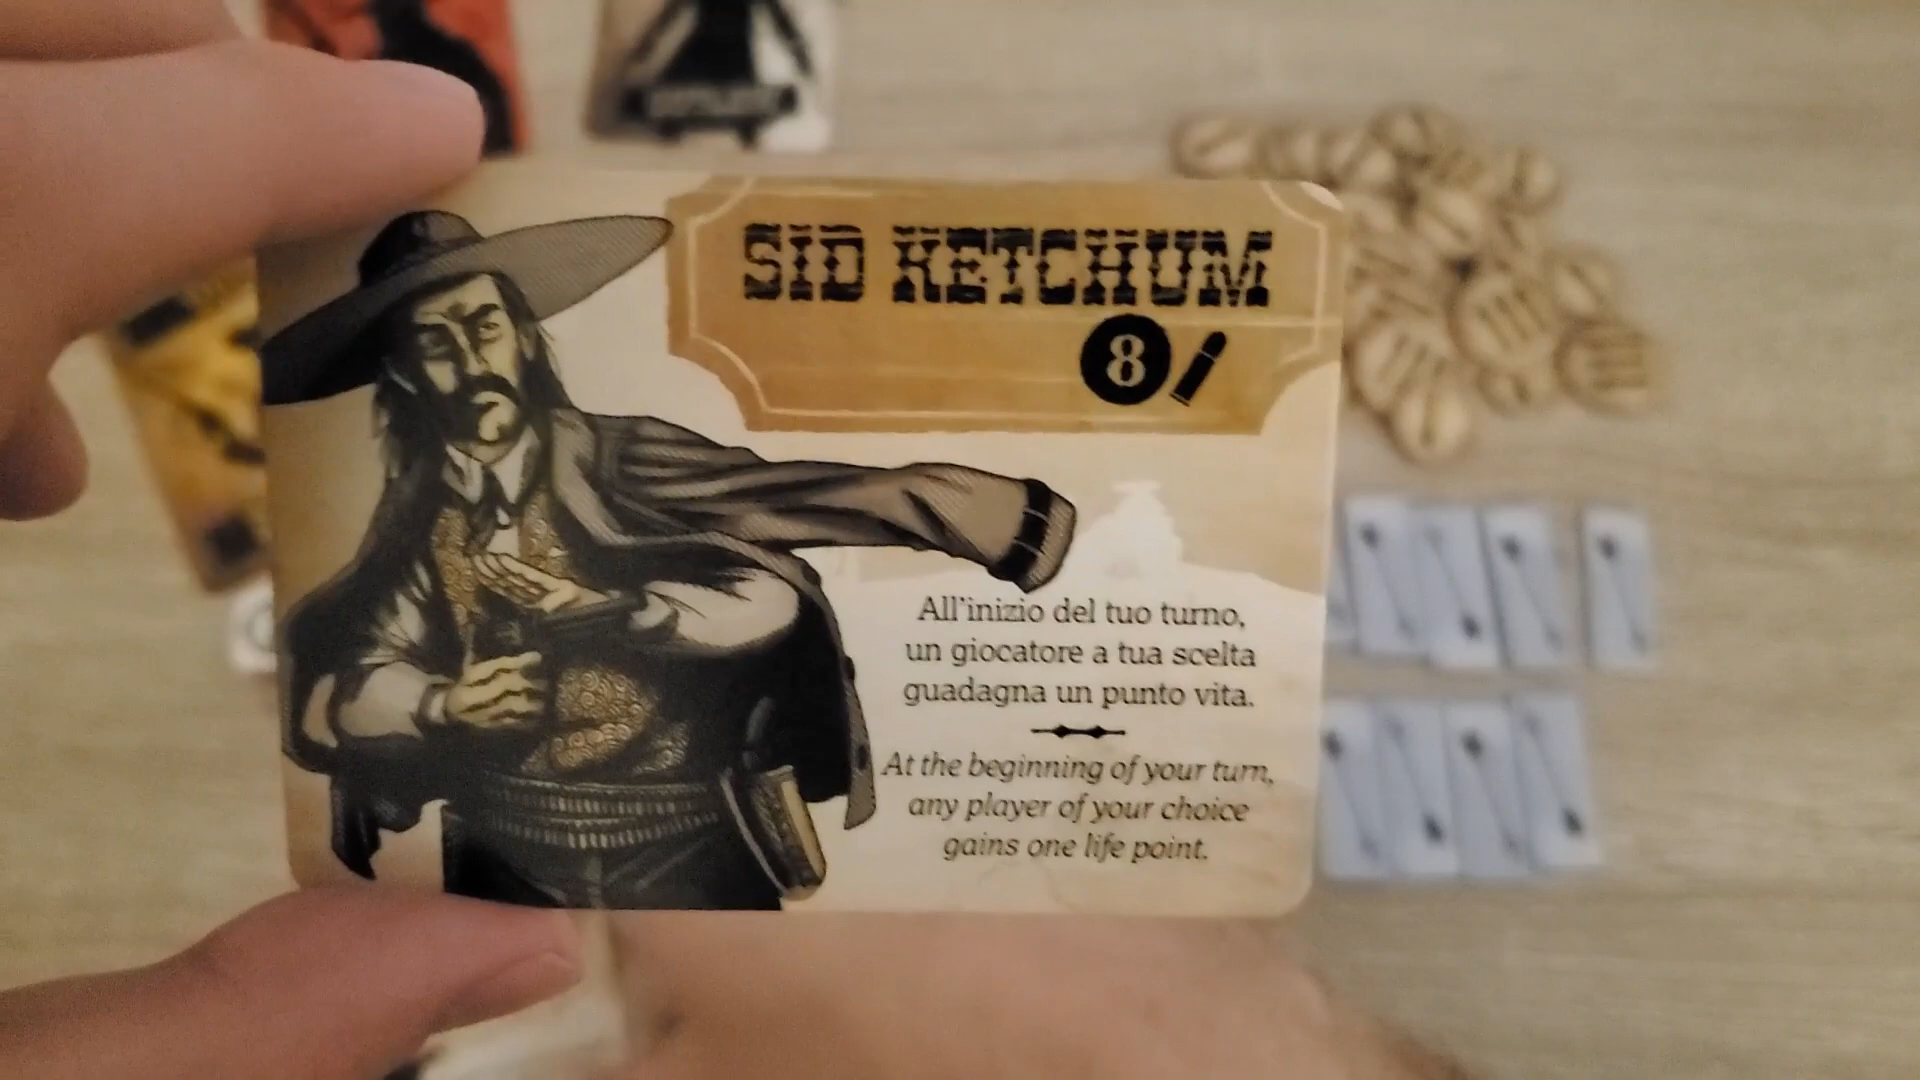 SID KETCHUM
8
All'inizio del tuo turno,
un giocatore a tua scelta
guadagna un punto vita.
At the beginning of your turn,
any player of your choice
gains one life point.